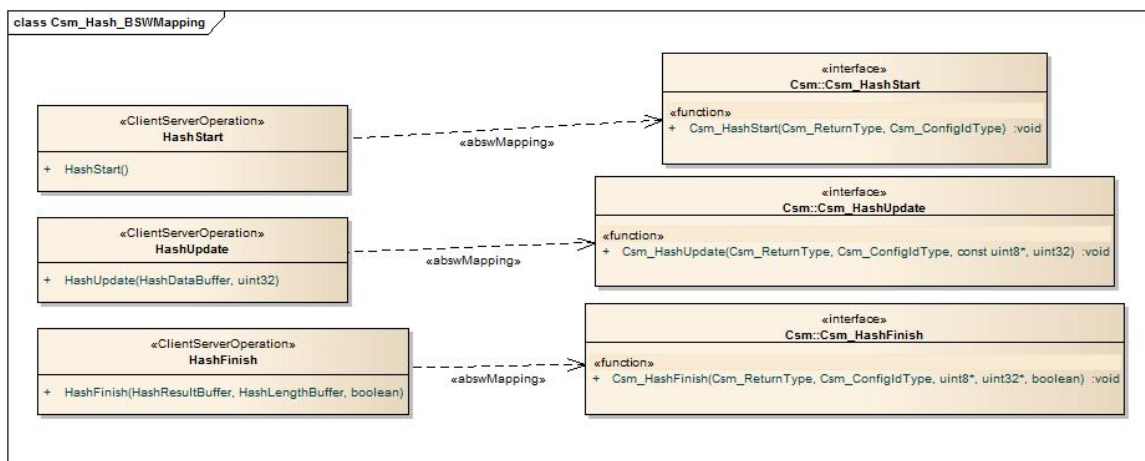 class Csm_Hash_BSWMapping
«ClientServerOperation»
HashStart
+ HashStart()
«abswMapping»
«interface»
Csm::Csm_HashStart
«function»
+ Csm_HashStart(Csm_ReturnType, Csm_ConfigIdType) :void
«ClientServerOperation»
HashUpdate
+ HashUpdate(HashDataBuffer, uint32)
«abswMapping»
«interface»
Csm::Csm_HashUpdate
«function»
+ Csm_HashUpdate(Csm_ReturnType, Csm_ConfigIdType, const uint8*, uint32) :void
«ClientServerOperation»
HashFinish
+ HashFinish(HashResultBuffer, HashLengthBuffer, boolean)
«abswMapping»
«interface»
Csm::Csm_HashFinish
«function»
+ Csm_HashFinish(Csm_ReturnType, Csm_ConfigIdType, uint8*, uint32*, boolean) :void